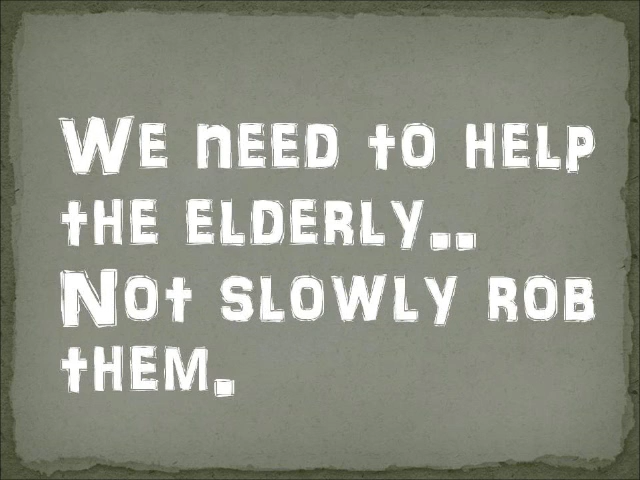 We need to help
the elderly..
Not slowly rob
them.